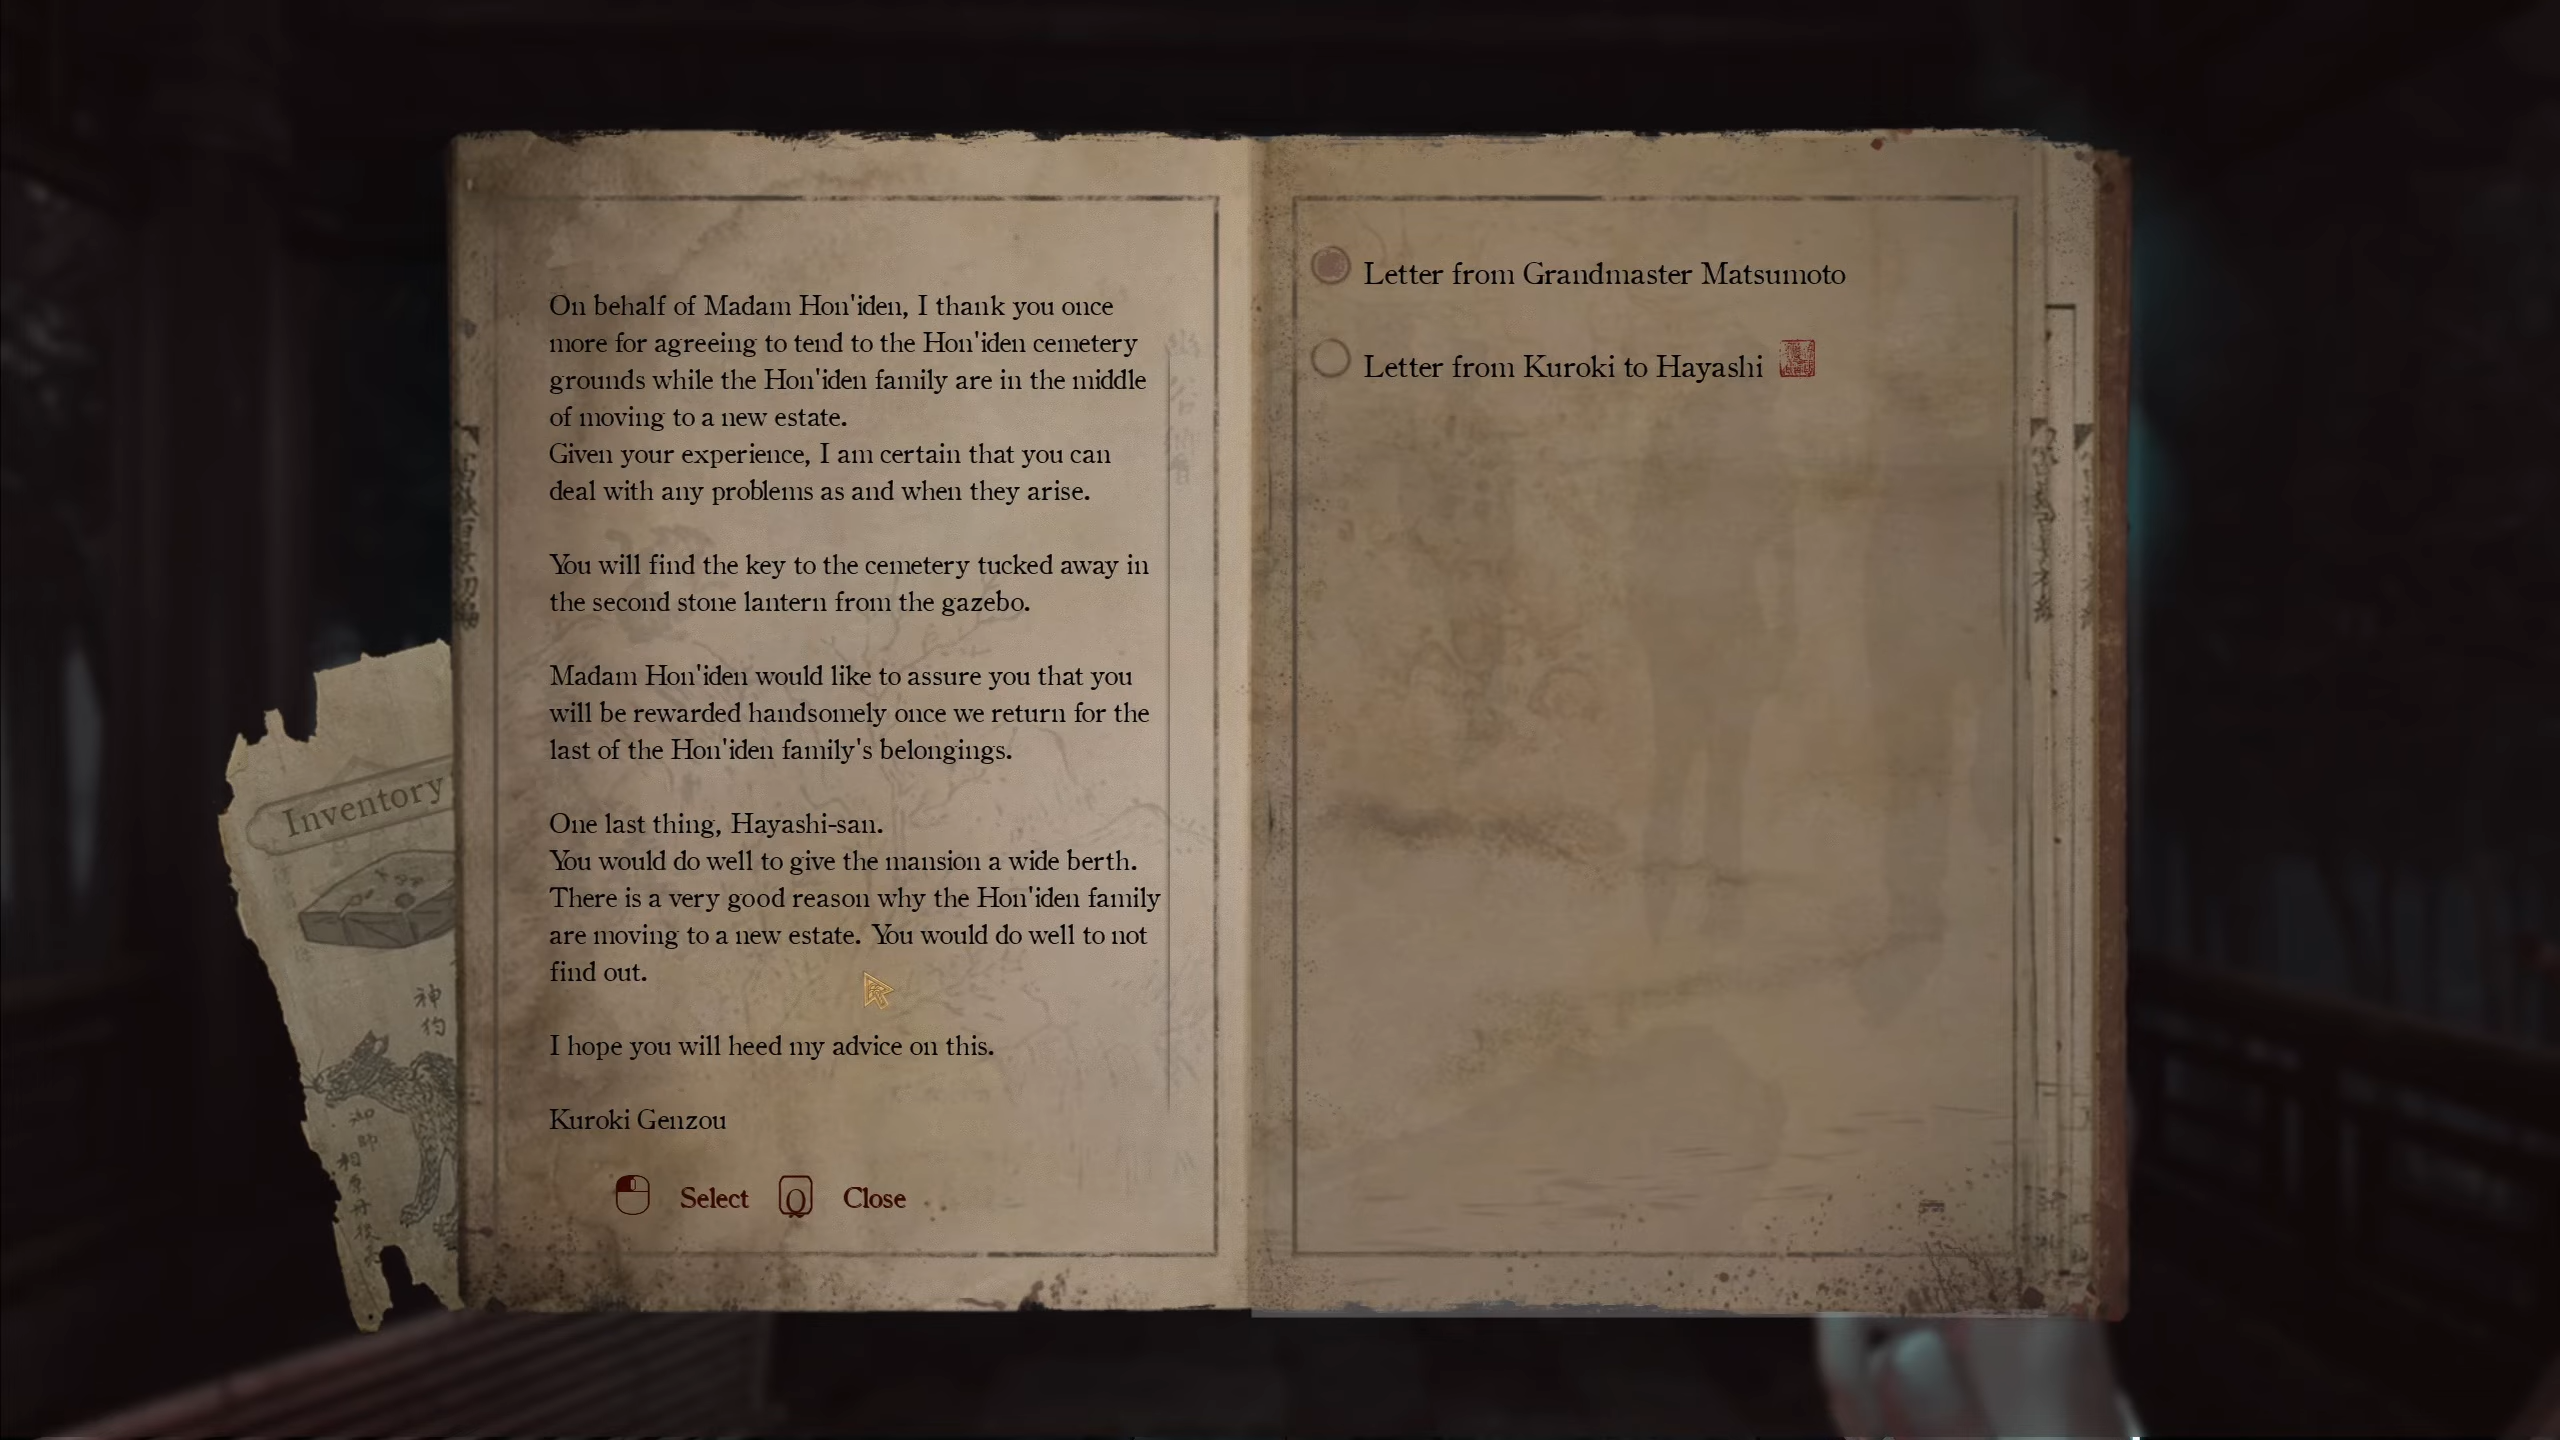 On behalf of Madam Hon'iden, I thank you once
more for agreeing to tend to the Hon'iden cemetery
grounds while the Hon'iden family are in the middle
of moving to a new estate.
Given your experience, I am certain that you can
deal with any problems as and when they arise.
You will find the key to the cemetery tucked away in
the second stone lantern from the gazebo.
Madam Hon'iden would like to assure you that you
will be rewarded handsomely once we return for the
last of the Hon'iden family's belongings.
One last thing, Hayashi-san.
You would do well to give the mansion a wide berth.
There is a very good reason why the Hon'iden family
are moving to a new estate. You would do well to not
find out.
I hope you will heed my advice on this.
Kuroki Genzou
Select Q Close
Letter from Grandmaster Matsumoto
Letter from Kuroki to Hayashi
Inventory